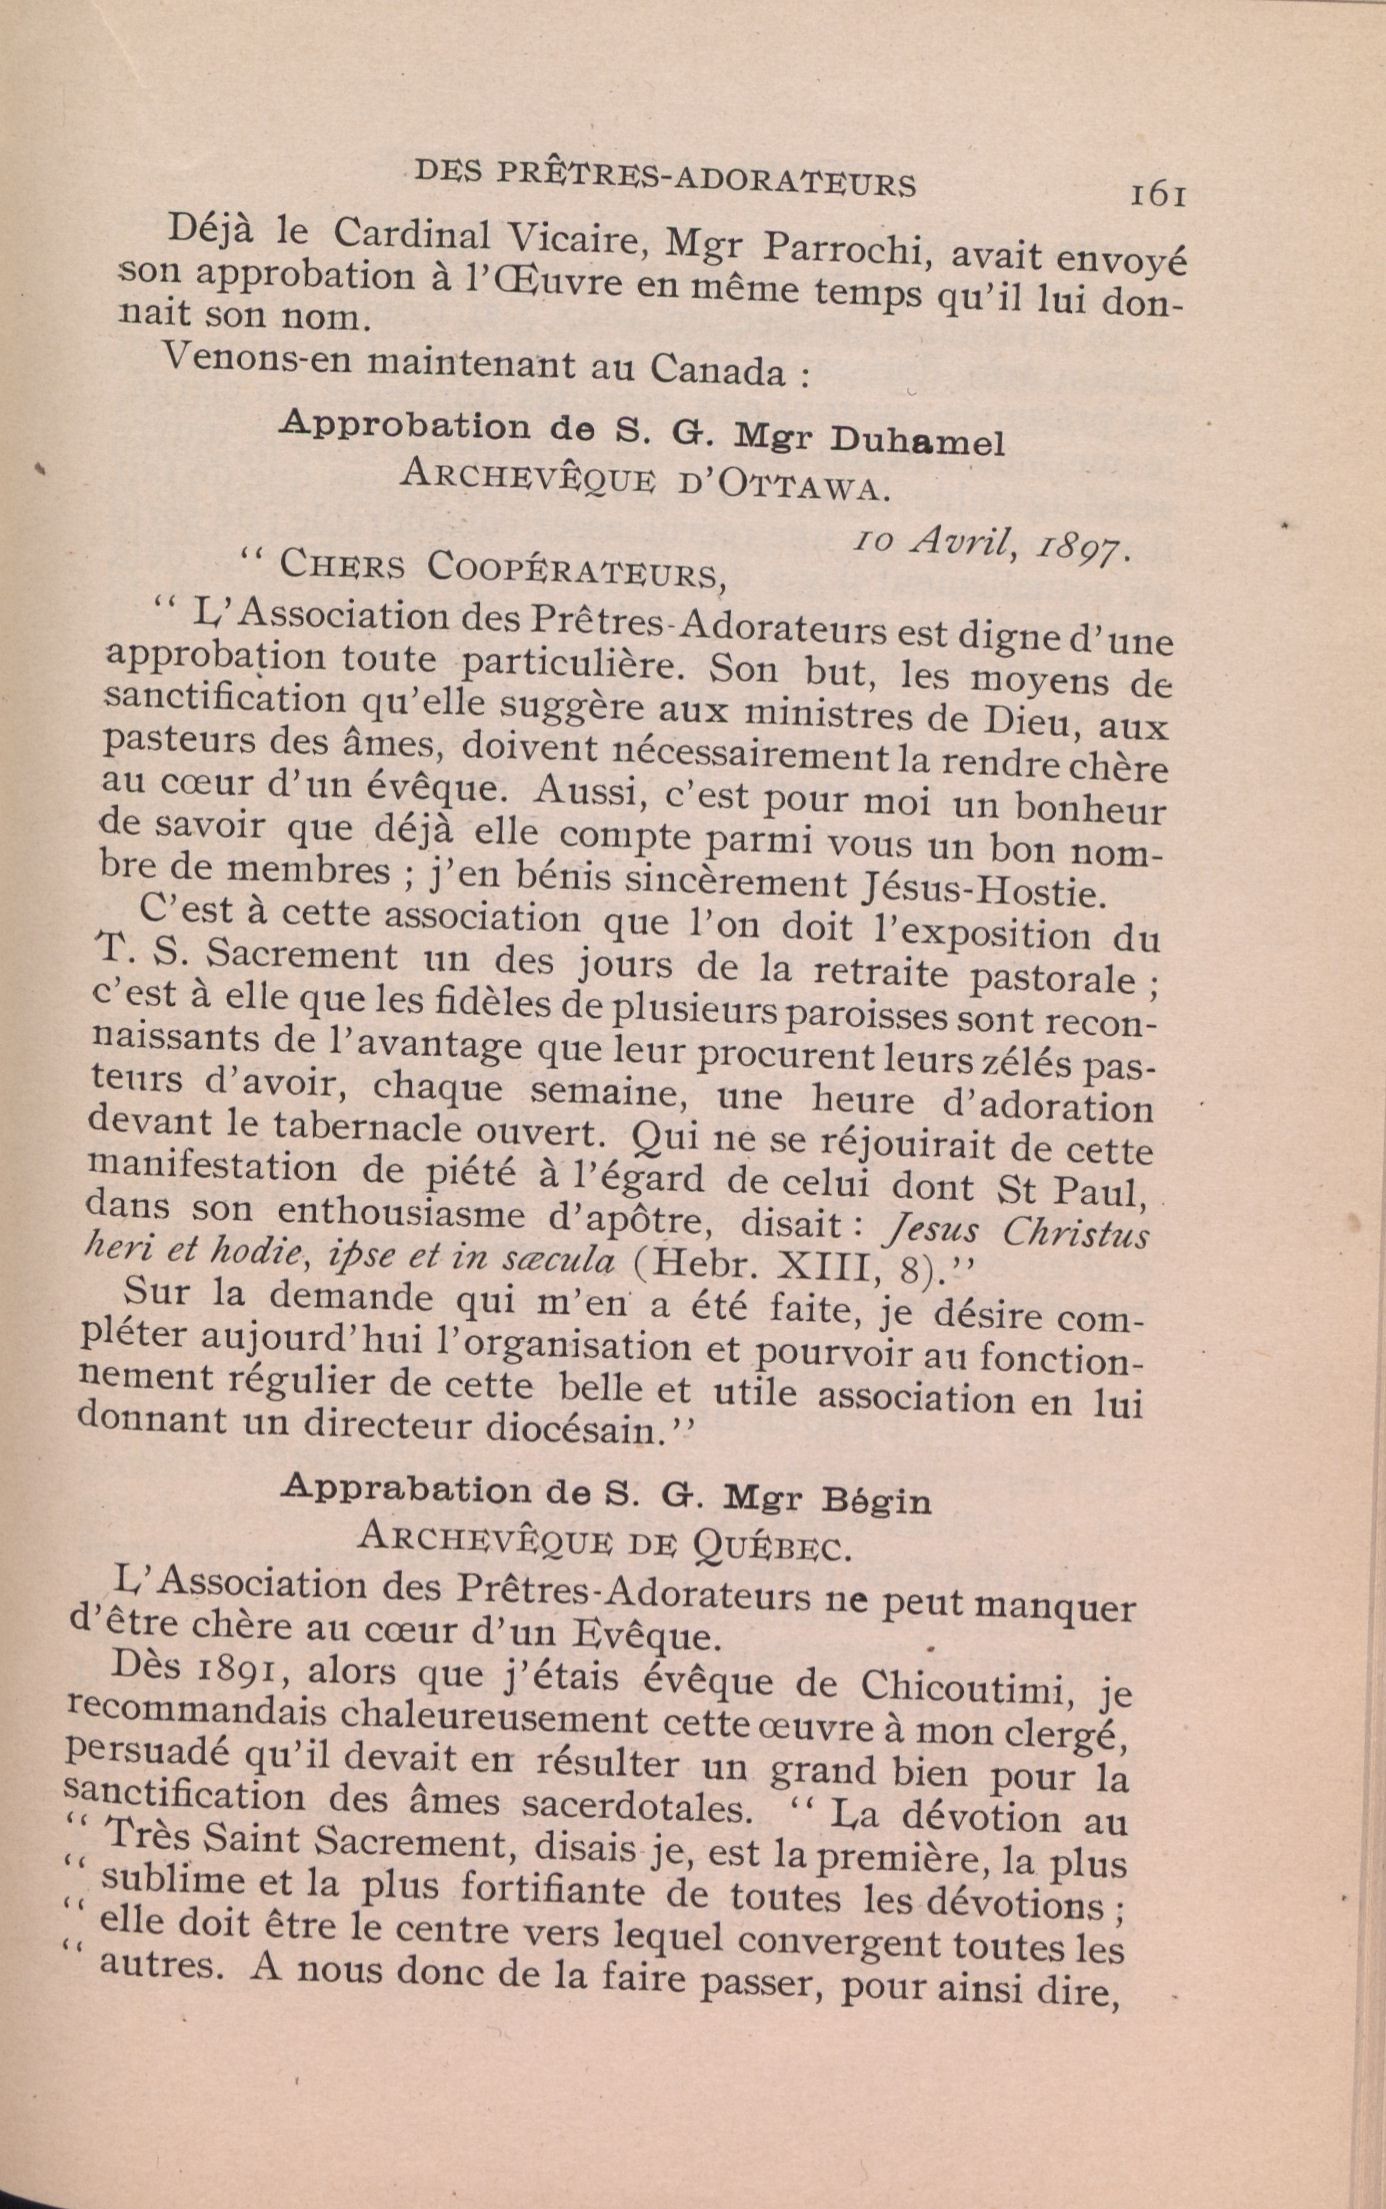 DES PRÊTRES-ADORATEURS 161
Déjà le Cardinal Vicaire, Mgr Parrochi, avait envoyé
son approbation à l'Œuvre en même temps qu'il lui don-
nait son nom.
Venons-en maintenant au Canada :
Approbation de S. G. Mgr Duhamel
ARCHEVÊQUE D'OTTAWA.
10 Avril, 1897.
“ CHERS COOPÉRATEURS,
“ L'Association des Prêtres-Adorateurs est digne d'une
approbation toute particulière. Son but, les moyens de
sanctification qu'elle suggère aux ministres de Dieu, aux
pasteurs des âmes, doivent nécessairement la rendre chère
au cœur d'un évêque. Aussi, c'est pour moi un bonheur
de savoir que déjà elle compte parmi vous un bon nom-
bre de membres ; j'en bénis sincèrement Jésus-Hostie.
C'est à cette association que l'on doit l'exposition du
T. S. Sacrement un des jours de la retraite pastorale ;
c'est à elle que les fidèles de plusieurs paroisses sont recon-
naissants de l'avantage que leur procurent leurs zélés pas-
teurs d'avoir, chaque semaine, une heure d'adoration
devant le tabernacle ouvert. Qui ne se réjouirait de cette
manifestation de piété à l'égard de celui dont St Paul,
dans son enthousiasme d'apôtre, disait : Jesus Christus
heri et hodie, ipse et in sæcula (Hebr. XIII, 8).”
Sur la demande qui m'en a été faite, je désire com-
pléter aujourd'hui l'organisation et pourvoir au fonction-
nement régulier de cette belle et utile association en lui
donnant un directeur diocésain.”
Apprabation de S. G. Mgr Bégin
ARCHEVÊQUE DE QUÉBEC.
L'Association des Prêtres-Adorateurs ne peut manquer
d'être chère au cœur d'un Evêque.
Dès 1891, alors que j'étais évêque de Chicoutimi, je
recommandais chaleureusement cette œuvre à mon clergé,
persuadé qu'il devait en résulter un grand bien pour la
sanctification des âmes sacerdotales. “ La dévotion au
“ Très Saint Sacrement, disais-je, est la première, la plus
“ sublime et la plus fortifiante de toutes les dévotions ;
“ elle doit être le centre vers lequel convergent toutes les
“ autres. A nous donc de la faire passer, pour ainsi dire,